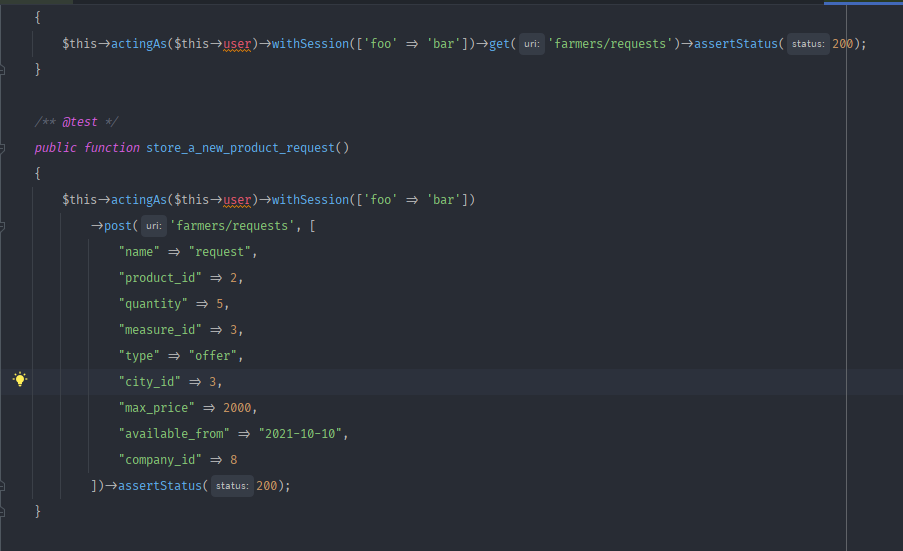 {
$this->actingAs($this->user)->withSession(['foo' => 'bar'])->get( uri: 'farmers/requests')->assertStatus( status: 200);
}
/** @test */
public function store_a_new_product_request()
{
$this->actingAs($this->user)->withSession(['foo' => 'bar'])
->post( uri: 'farmers/requests', [
"name" => "request",
"product_id" => 2,
"quantity" => 5,
"measure_id" => 3,
"type" => "offer",
"city_id" => 3,
"max_price" => 2000,
"available_from" => "2021-10-10",
"company_id" => 8
])->assertStatus( status: 200);
}